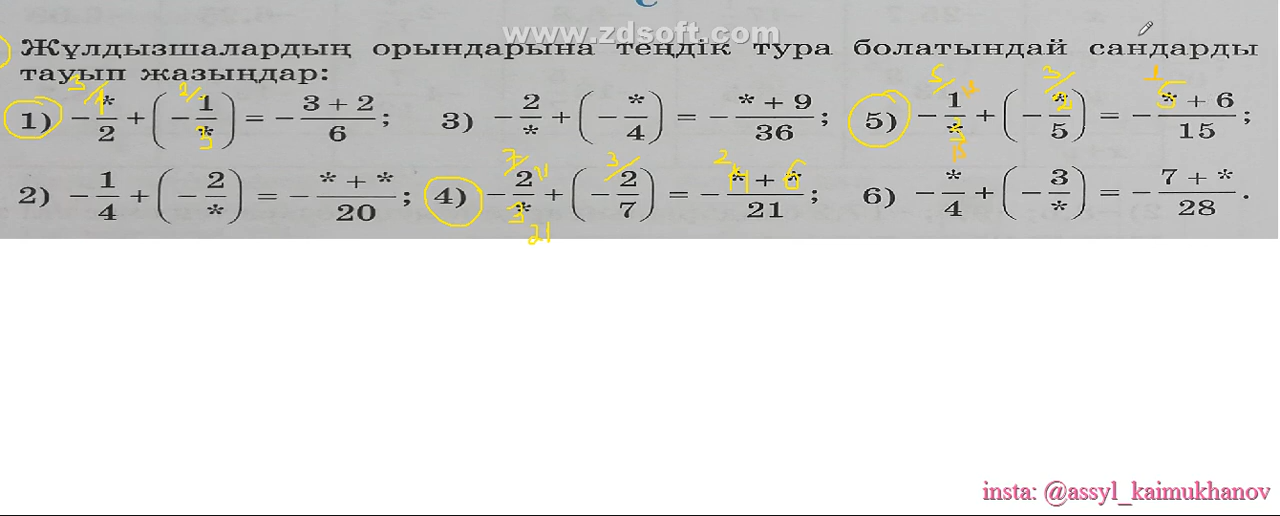 www.zdsoft.com
Жұлдызшалардың орындарына теңдік тура болатындай сандарды
тауып жазыңдар:
1) −*/2 + (−1/*) = −(3 + 2)/6; 3) −2/* + (−*/4) = −(* + 9)/36; 5) −1/* + (−*/5) = −(* + 6)/15;
2) −1/4 + (−2/*) = −(* + *)/20; 4) −2/* + (−2/7) = −(* + *)/21; 6) −*/4 + (−3/*) = −(7 + *)/28.
insta: @assyl_kaimukhanov